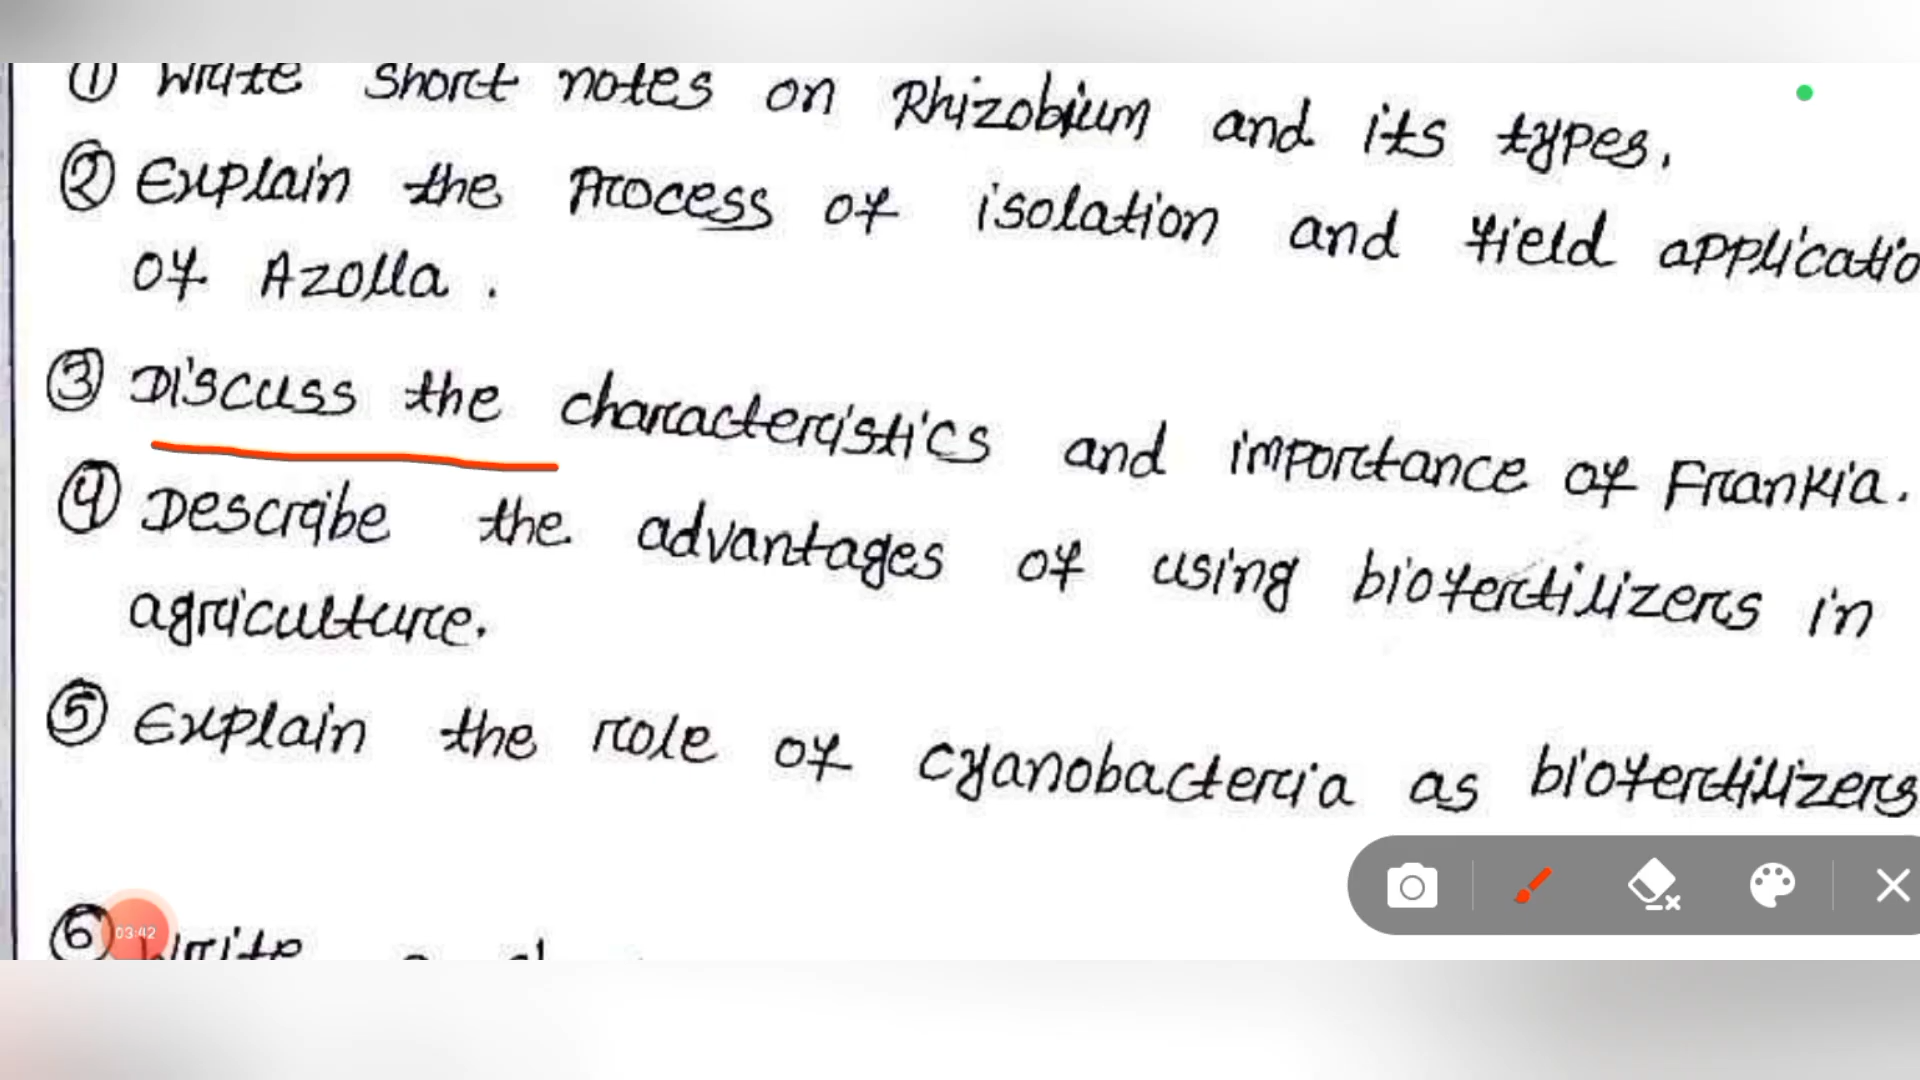 ① Write short notes on Rhizobium and its types.
② Explain the Process of isolation and field applicatio
of Azolla .
③ Discuss the characteristics and importance of Frankia.
④ Describe the advantages of using biofertilizers in
agriculture.
⑤ Explain the role of cyanobacteria as biofertilizers
⑥ Write
03:42